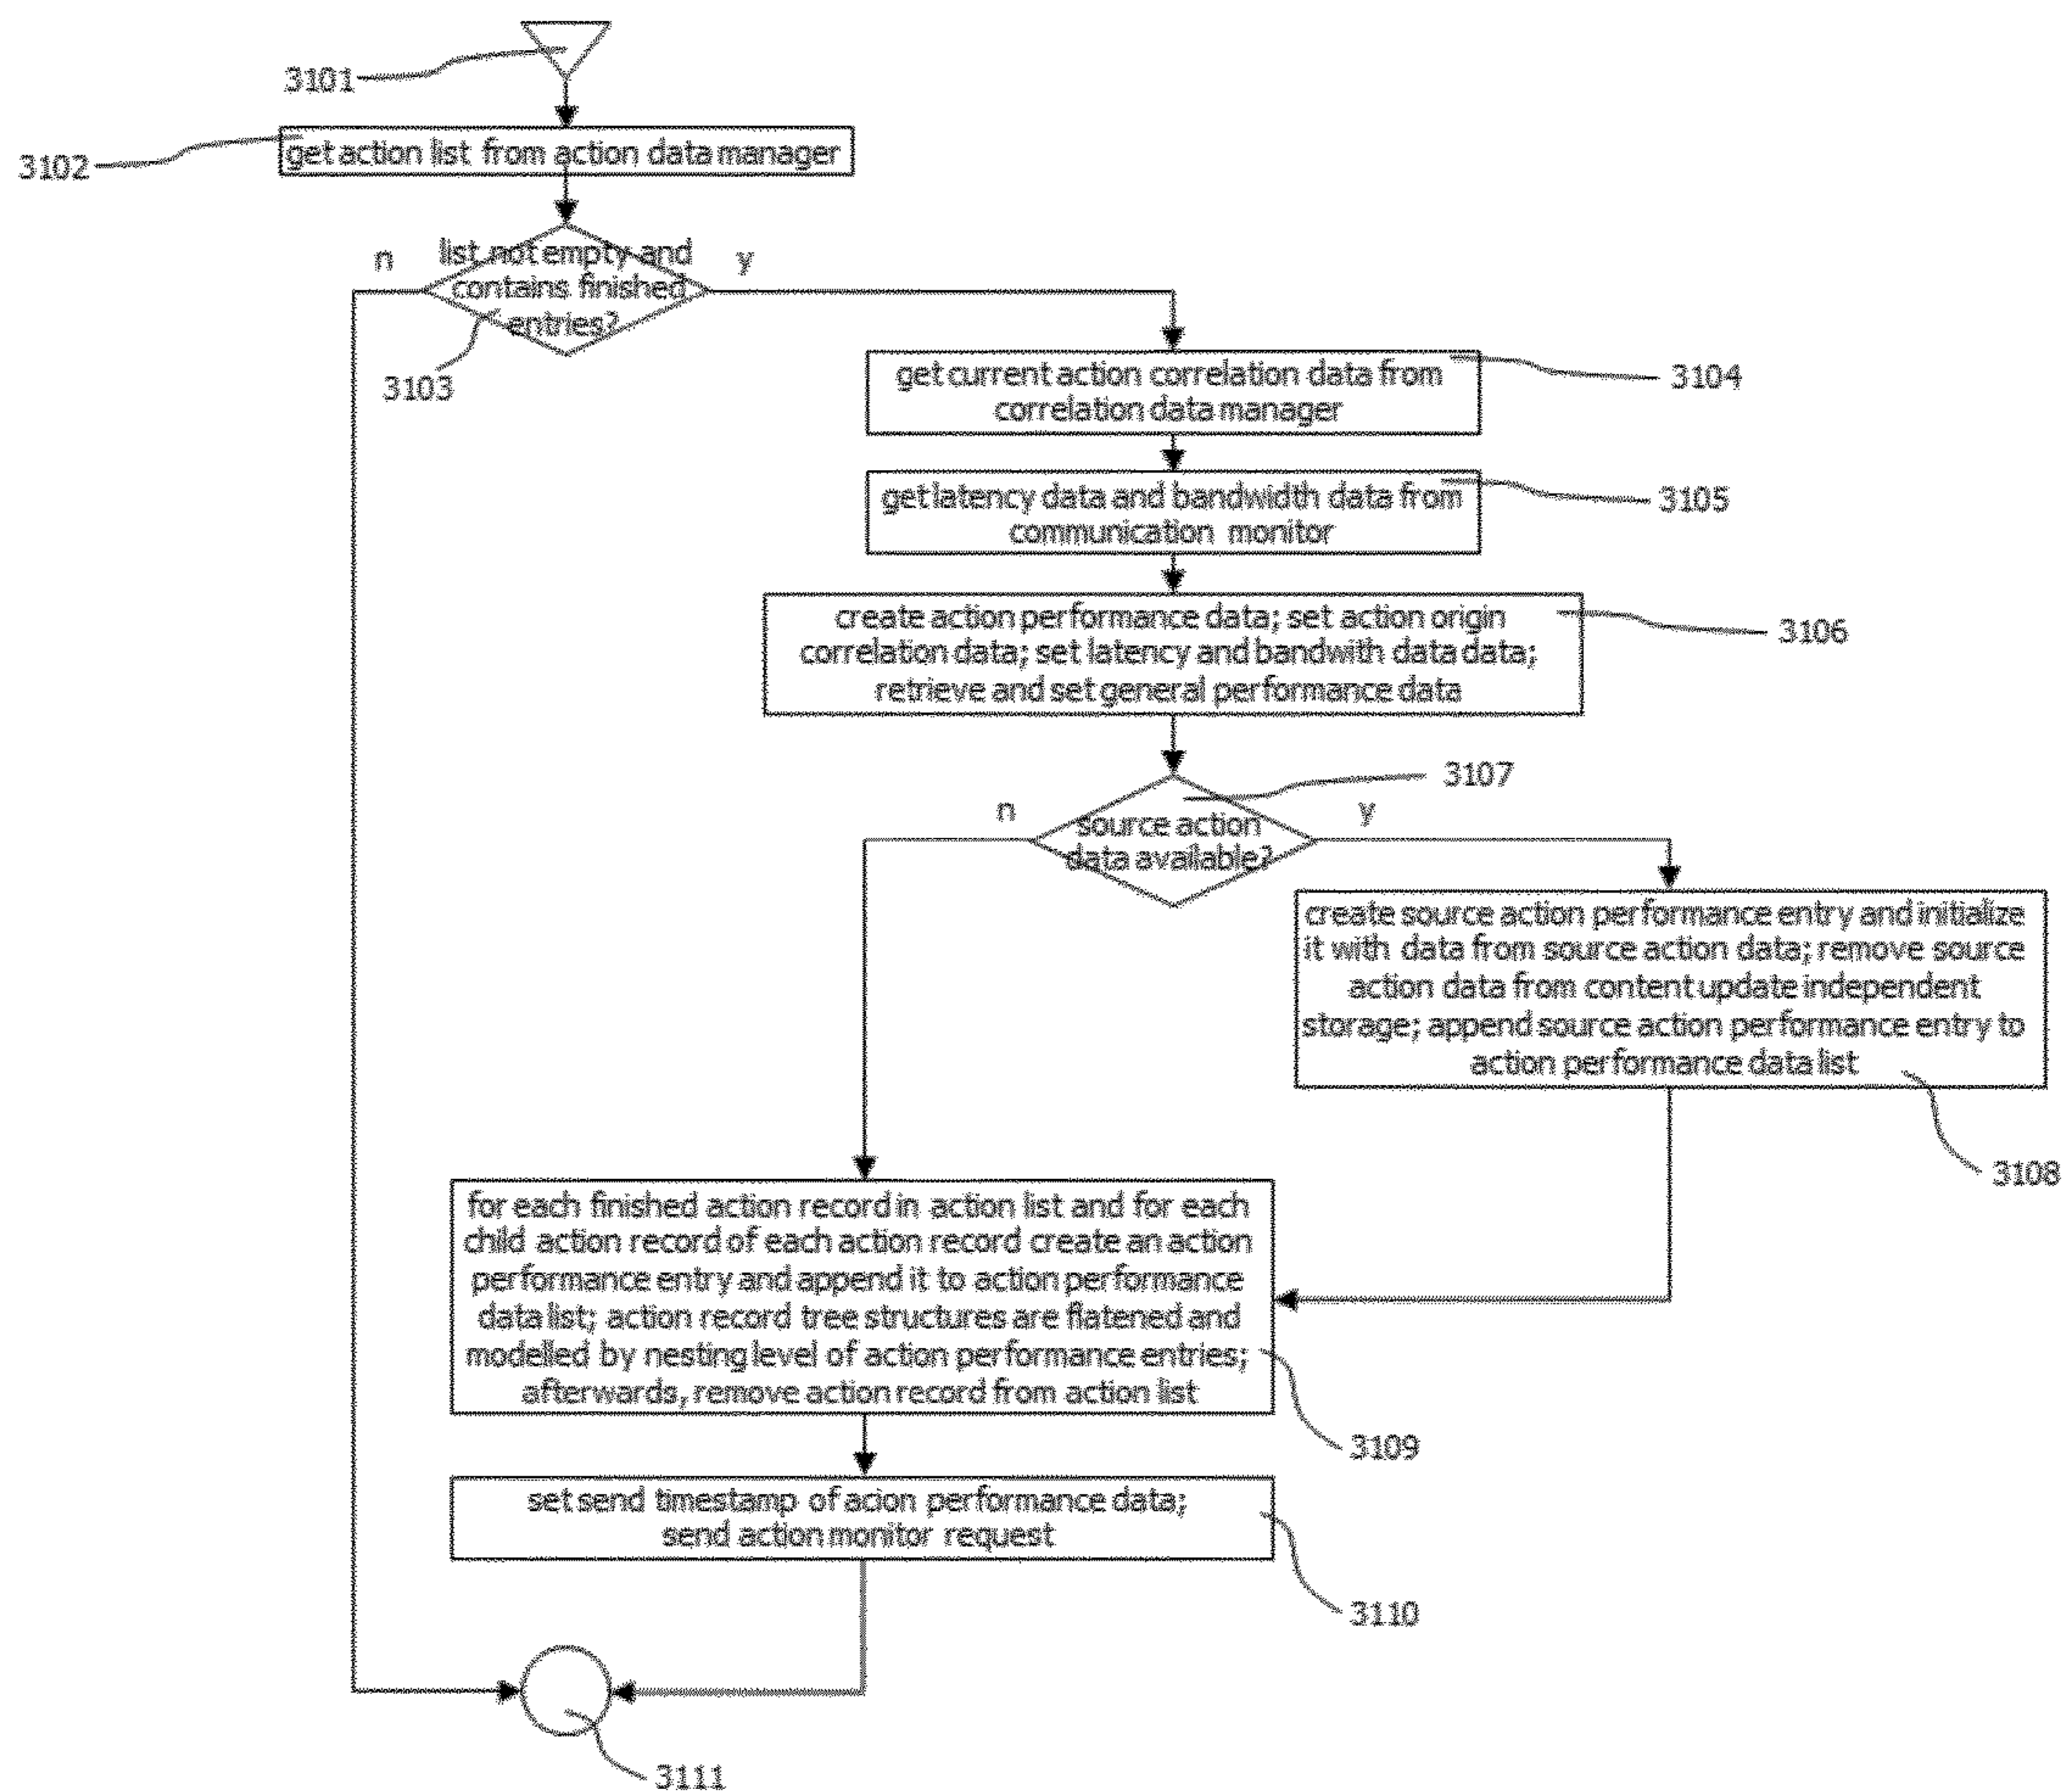 3101
3102
get action list from action data manager
n
list not empty and
contains finished
entries?
y
3103
get current action correlation data from
correlation data manager
3104
get latency data and bandwidth data from
communication monitor
3105
create action performance data; set action origin
correlation data; set latency and bandwith data data;
retrieve and set general performance data
3106
3107
n
source action
data available?
y
create source action performance entry and initialize
it with data from source action data; remove source
action data from content update independent
storage; append source action performance entry to
action performance data list
3108
for each finished action record in action list and for each
child action record of each action record create an action
performance entry and append it to action performance
data list; action record tree structures are flatened and
modelled by nesting level of action performance entries;
afterwards, remove action record from action list
3109
set send timestamp of acion performance data;
send action monitor request
3110
3111